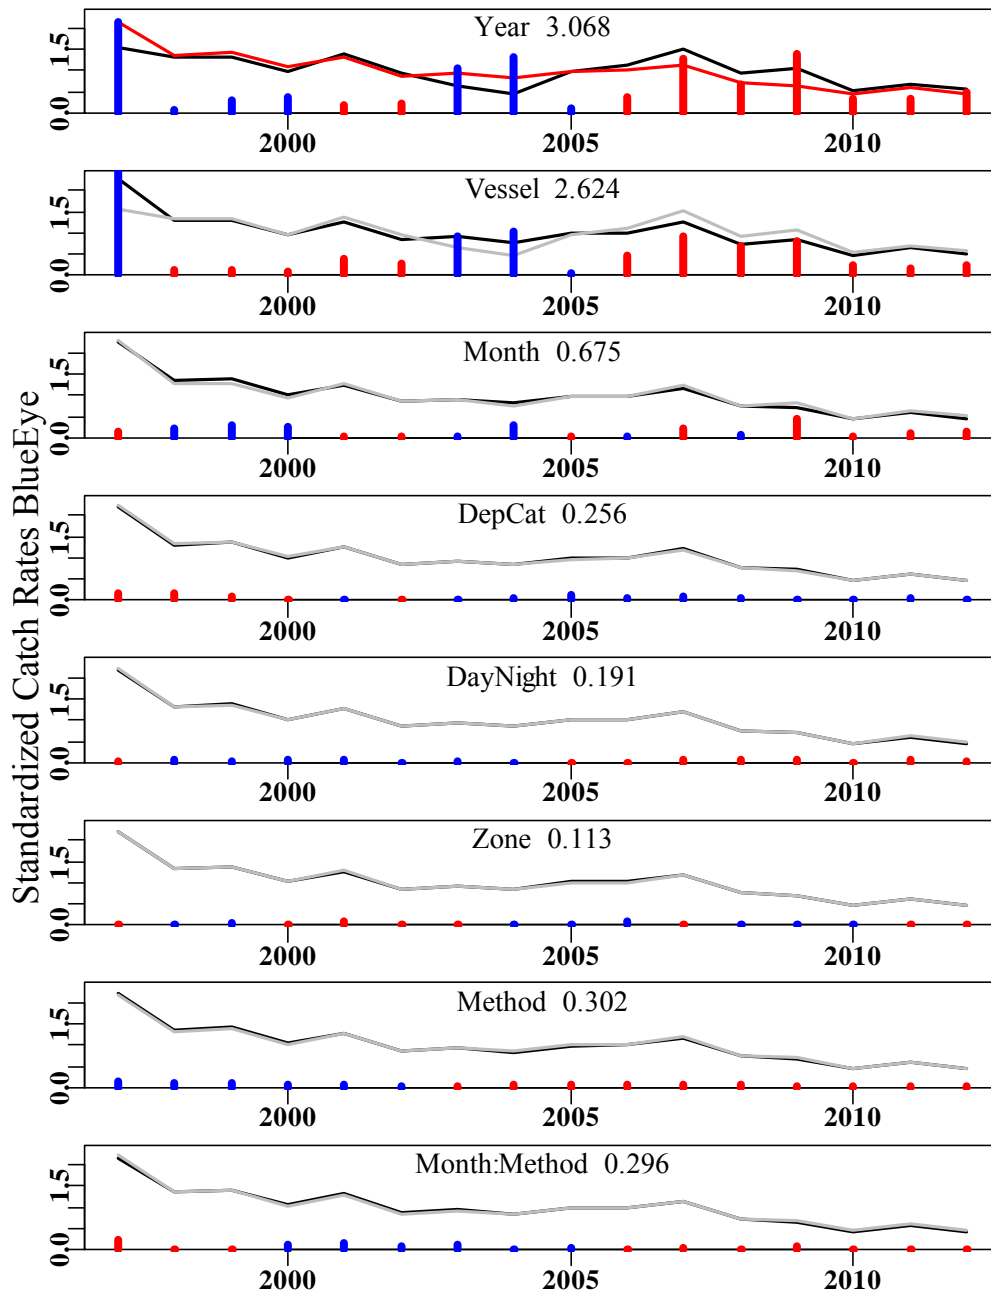 Standardized Catch Rates BlueEye
Year 3.068
1.5
0.0
2000 2005 2010
Vessel 2.624
1.5
0.0
2000 2005 2010
Month 0.675
1.5
0.0
2000 2005 2010
DepCat 0.256
1.5
0.0
2000 2005 2010
DayNight 0.191
1.5
0.0
2000 2005 2010
Zone 0.113
1.5
0.0
2000 2005 2010
Method 0.302
1.5
0.0
2000 2005 2010
Month:Method 0.296
1.5
0.0
2000 2005 2010